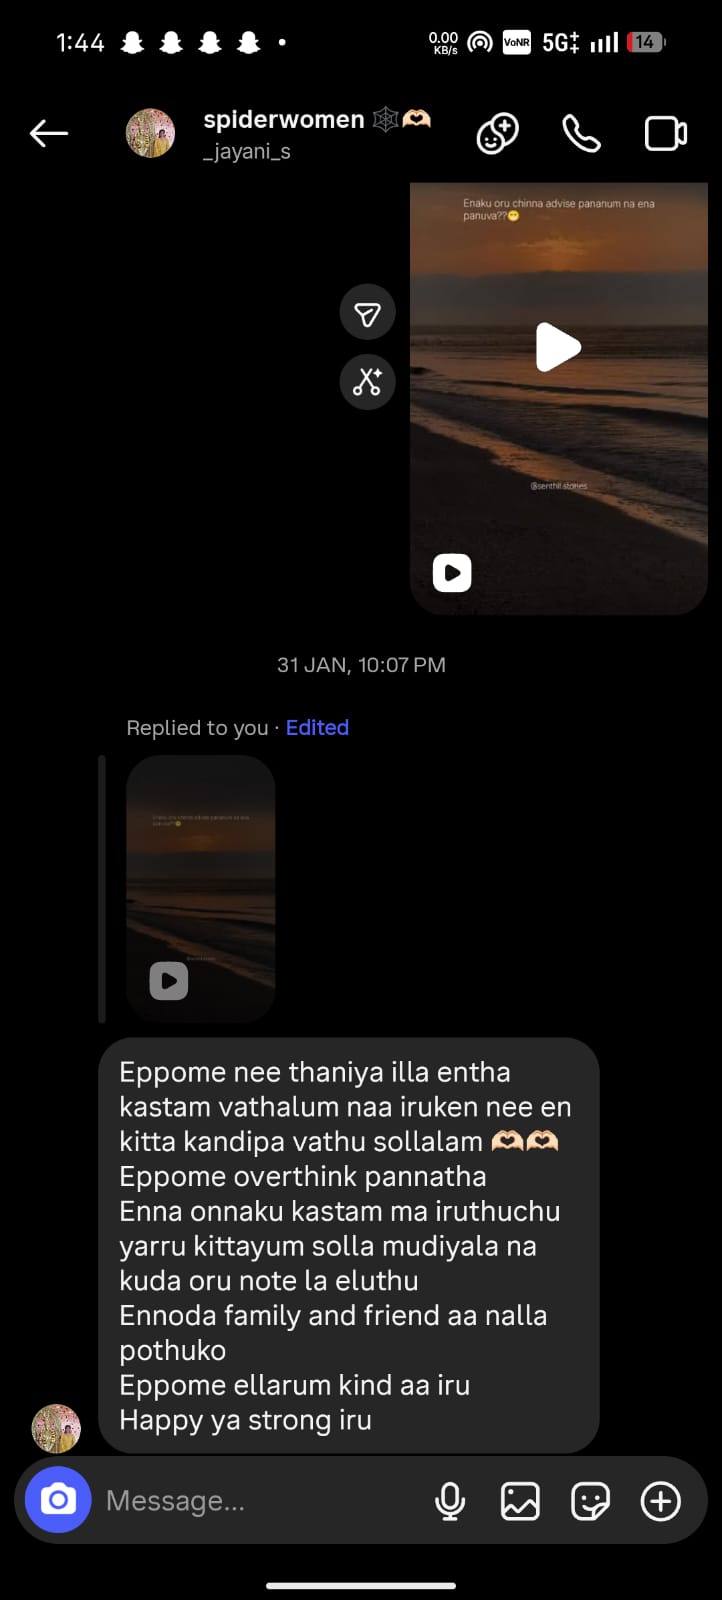 1:44
0.00 KB/s
VoNR
5G
14
spiderwomen 🕸️🫶🏻
_jayani_s
Enaku oru chinna advise pananum na ena
panuva??😁
@senthil.stories
31 JAN, 10:07 PM
Replied to you · Edited
Eppome nee thaniya illa entha
kastam vathalum naa iruken nee en
kitta kandipa vathu sollalam 🫶🏻🫶🏻
Eppome overthink pannatha
Enna onnaku kastam ma iruthuchu
yarru kittayum solla mudiyala na
kuda oru note la eluthu
Ennoda family and friend aa nalla
pothuko
Eppome ellarum kind aa iru
Happy ya strong iru
Message...